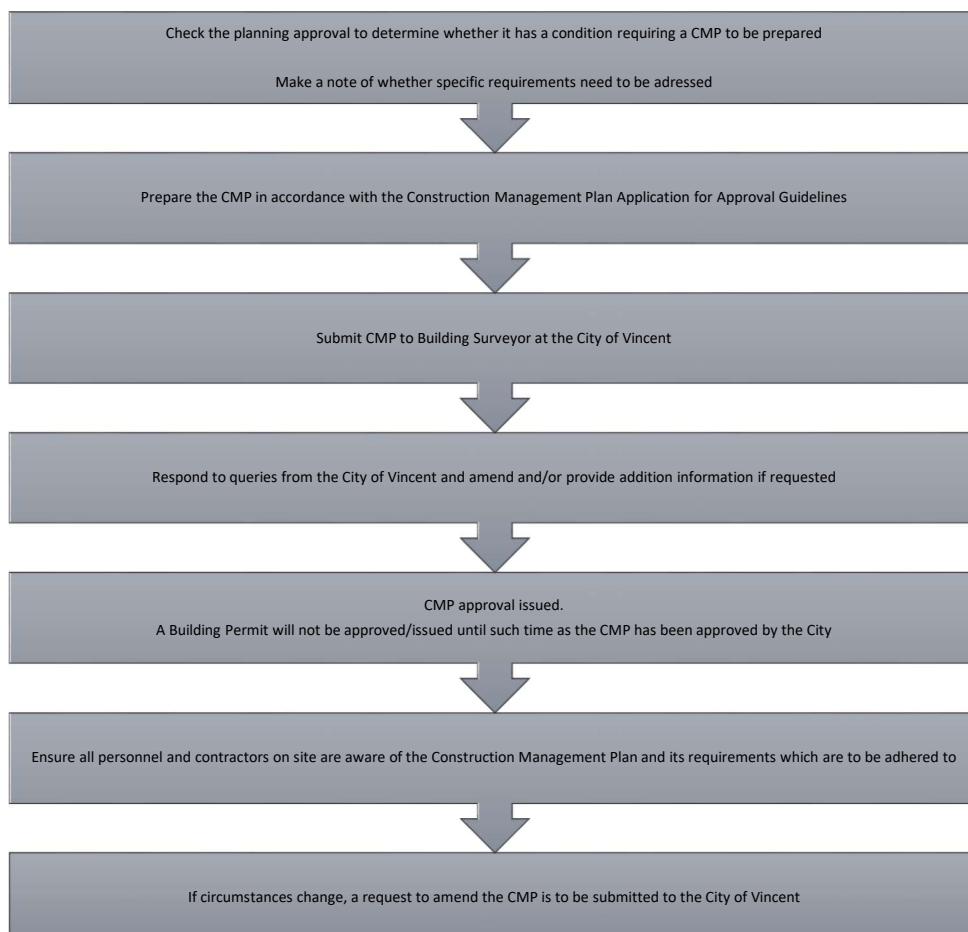 Check the planning approval to determine whether it has a condition requiring a CMP to be prepared
Make a note of whether specific requirements need to be adressed
Prepare the CMP in accordance with the Construction Management Plan Application for Approval Guidelines
Submit CMP to Building Surveyor at the City of Vincent
Respond to queries from the City of Vincent and amend and/or provide addition information if requested
CMP approval issued.
A Building Permit will not be approved/issued until such time as the CMP has been approved by the City
Ensure all personnel and contractors on site are aware of the Construction Management Plan and its requirements which are to be adhered to
If circumstances change, a request to amend the CMP is to be submitted to the City of Vincent